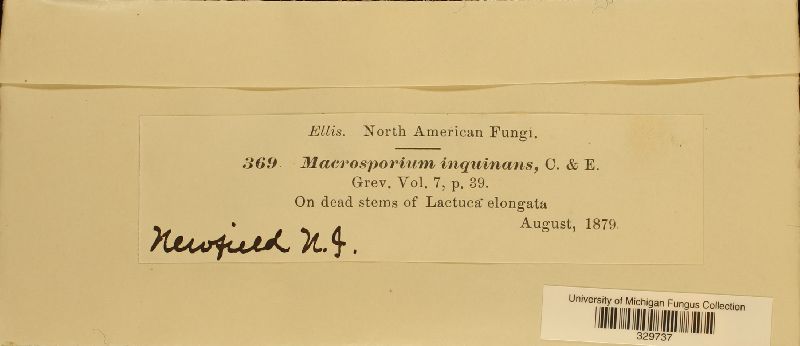 Ellis. North American Fungi.
369. Macrosporium inquinans, C. & E.
Grev. Vol. 7, p. 39.
On dead stems of Lactuca elongata
August, 1879.
Newfield N.J.
University of Michigan Fungus Collection
329737